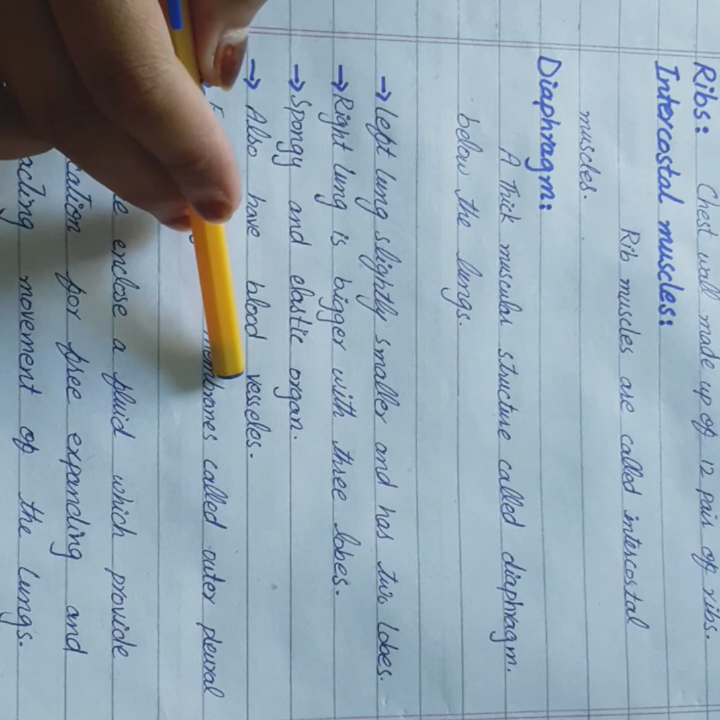 Ribs: Chest wall made up of 12 pair of ribs.
Intercostal muscles:
Rib muscles are called intercostal
muscles.
Diaphragm:
A Thick muscular structure called diaphragm.
below the lungs.
→ Left lung slightly smaller and has two lobes.
→ Right lung is bigger with three lobes.
→ Spongy and elastic organ.
→ Also have blood vesscles.
membranes called outer pleural
enclose a fluid which provide
for free expanding and
movement of the lungs.